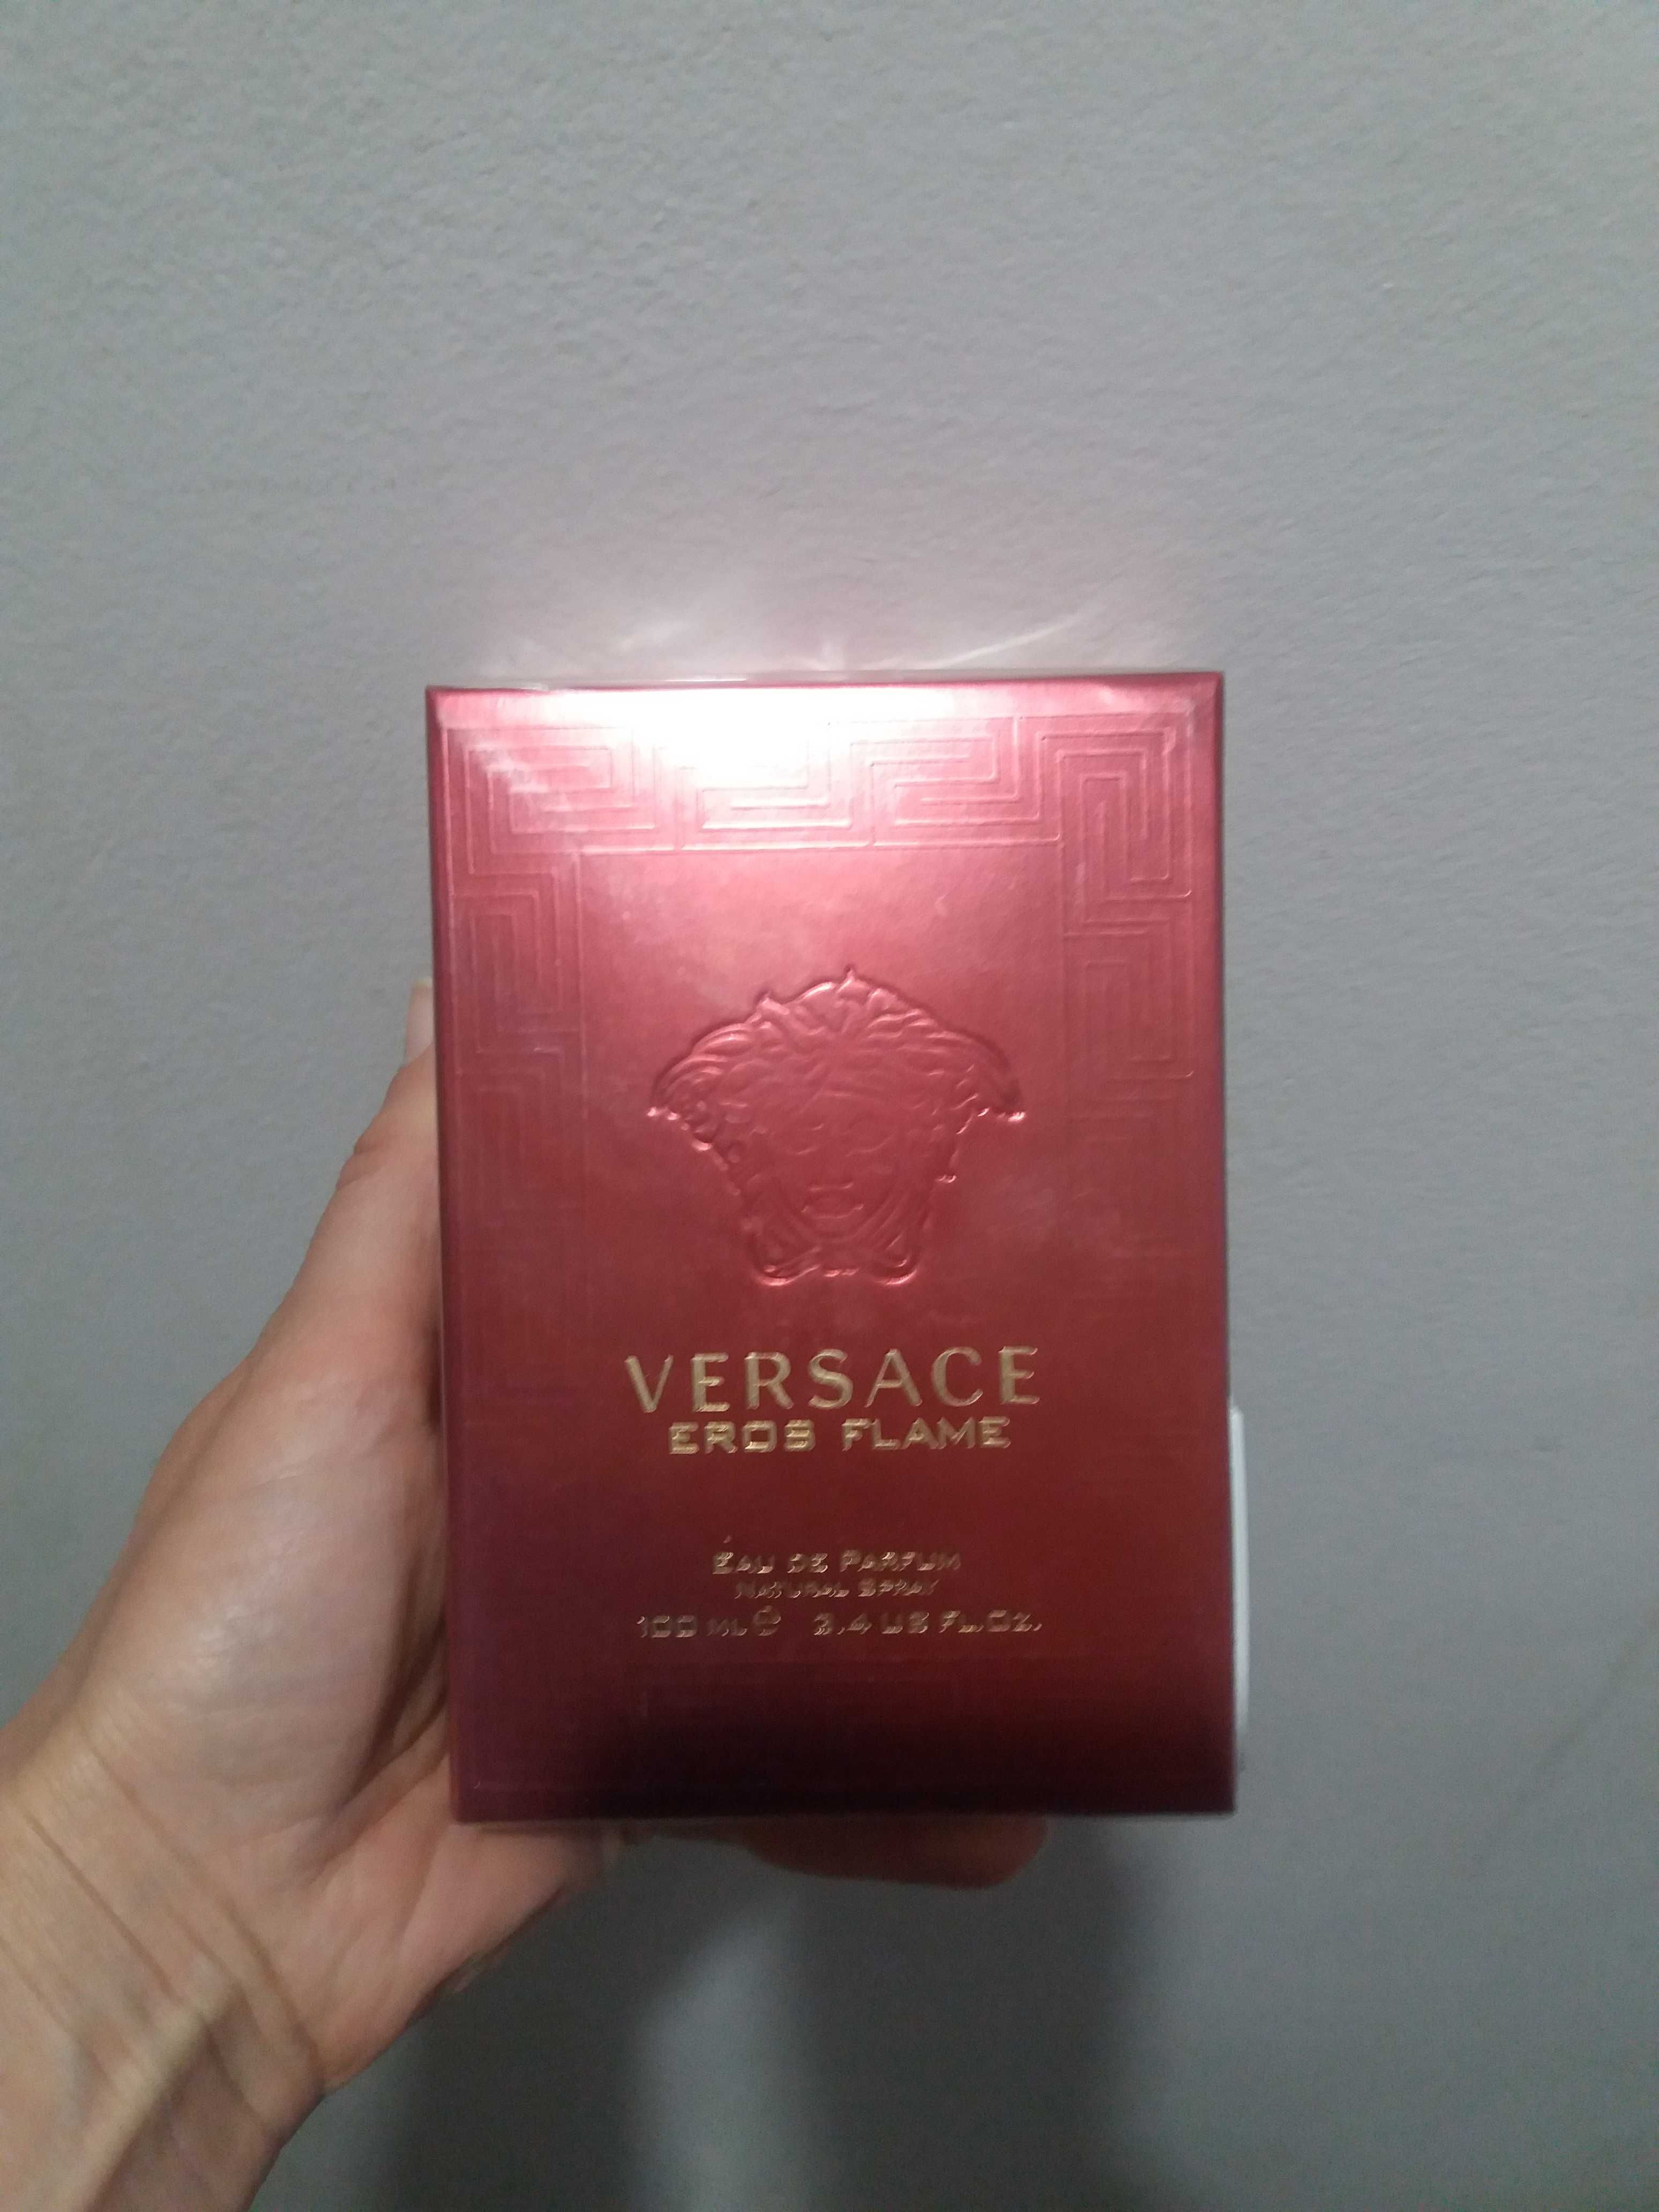 VERSACE
EROS FLAME
EAU DE PARFUM
NATURAL SPRAY
100 ML ℮ 3.4 US FL.OZ.